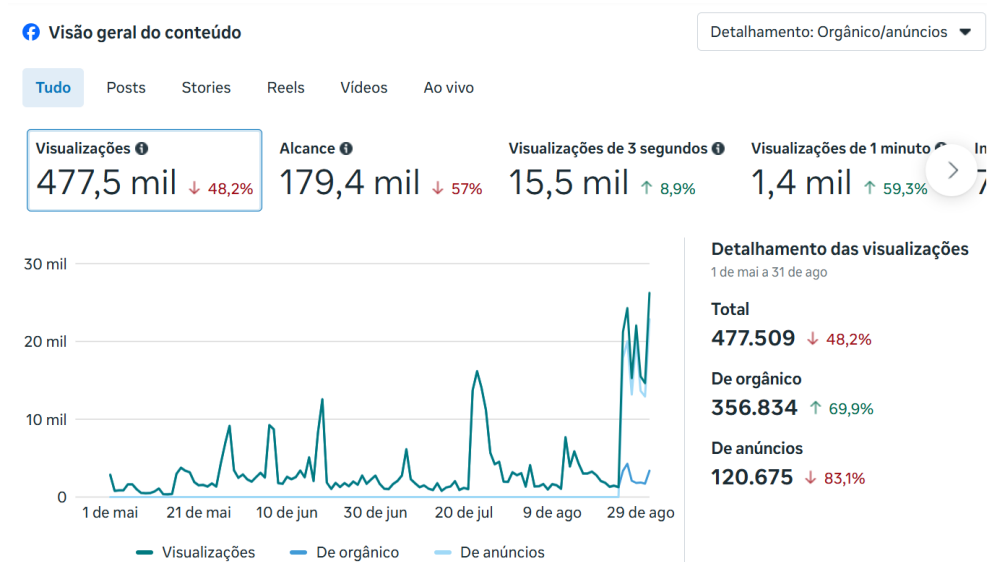 Visão geral do conteúdo
Detalhamento: Orgânico/anúncios
Tudo Posts Stories Reels Vídeos Ao vivo
Visualizações Alcance Visualizações de 3 segundos Visualizações de 1 minuto In
477,5 mil ↓ 48,2% 179,4 mil ↓ 57% 15,5 mil ↑ 8,9% 1,4 mil ↑ 59,3%
Detalhamento das visualizações
1 de mai a 31 de ago
Total
477.509 ↓ 48,2%
De orgânico
356.834 ↑ 69,9%
De anúncios
120.675 ↓ 83,1%
30 mil
20 mil
10 mil
0
1 de mai 21 de mai 10 de jun 30 de jun 20 de jul 9 de ago 29 de ago
Visualizações De orgânico De anúncios